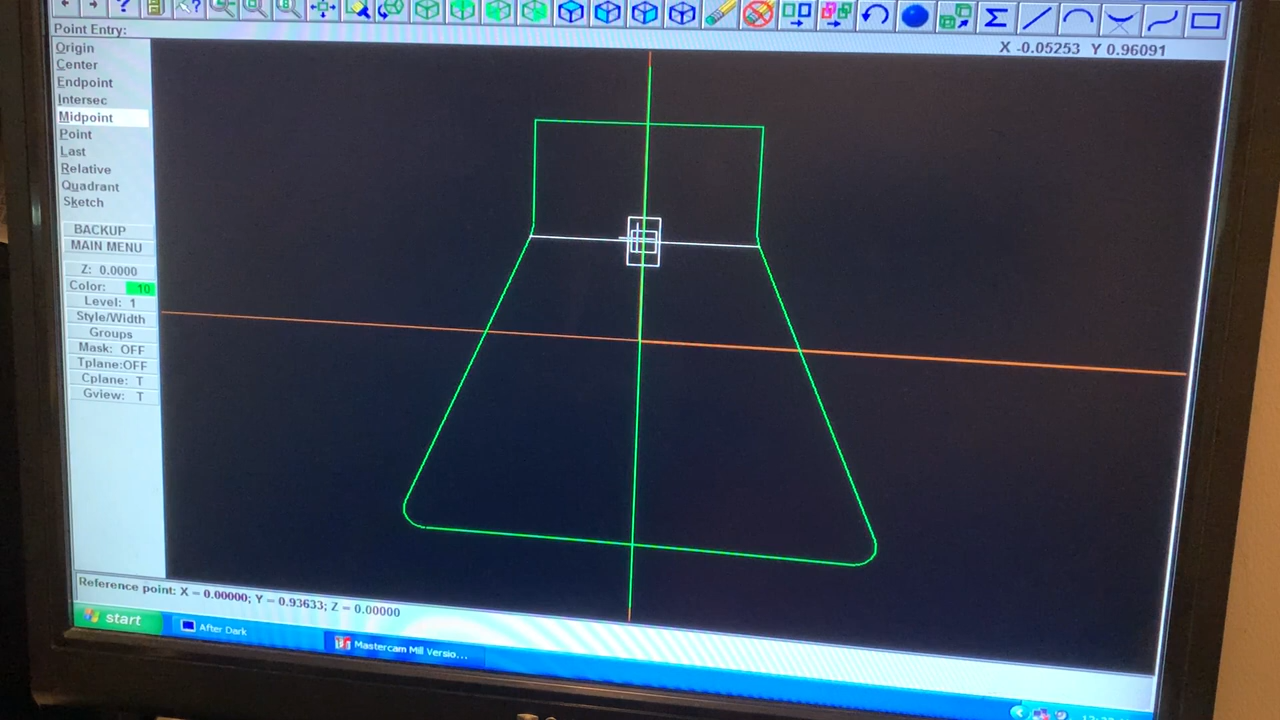 Point Entry:
X -0.05253 Y 0.96091
Origin
Center
Endpoint
Intersec
Midpoint
Point
Last
Relative
Quadrant
Sketch
BACKUP
MAIN MENU
Z: 0.0000
Color: 10
Level: 1
Style/Width
Groups
Mask: OFF
Tplane:OFF
Cplane: T
Gview: T
Reference point: X = 0.00000; Y = 0.93633; Z = 0.00000
start
After Dark
Mastercam Mill Versio...